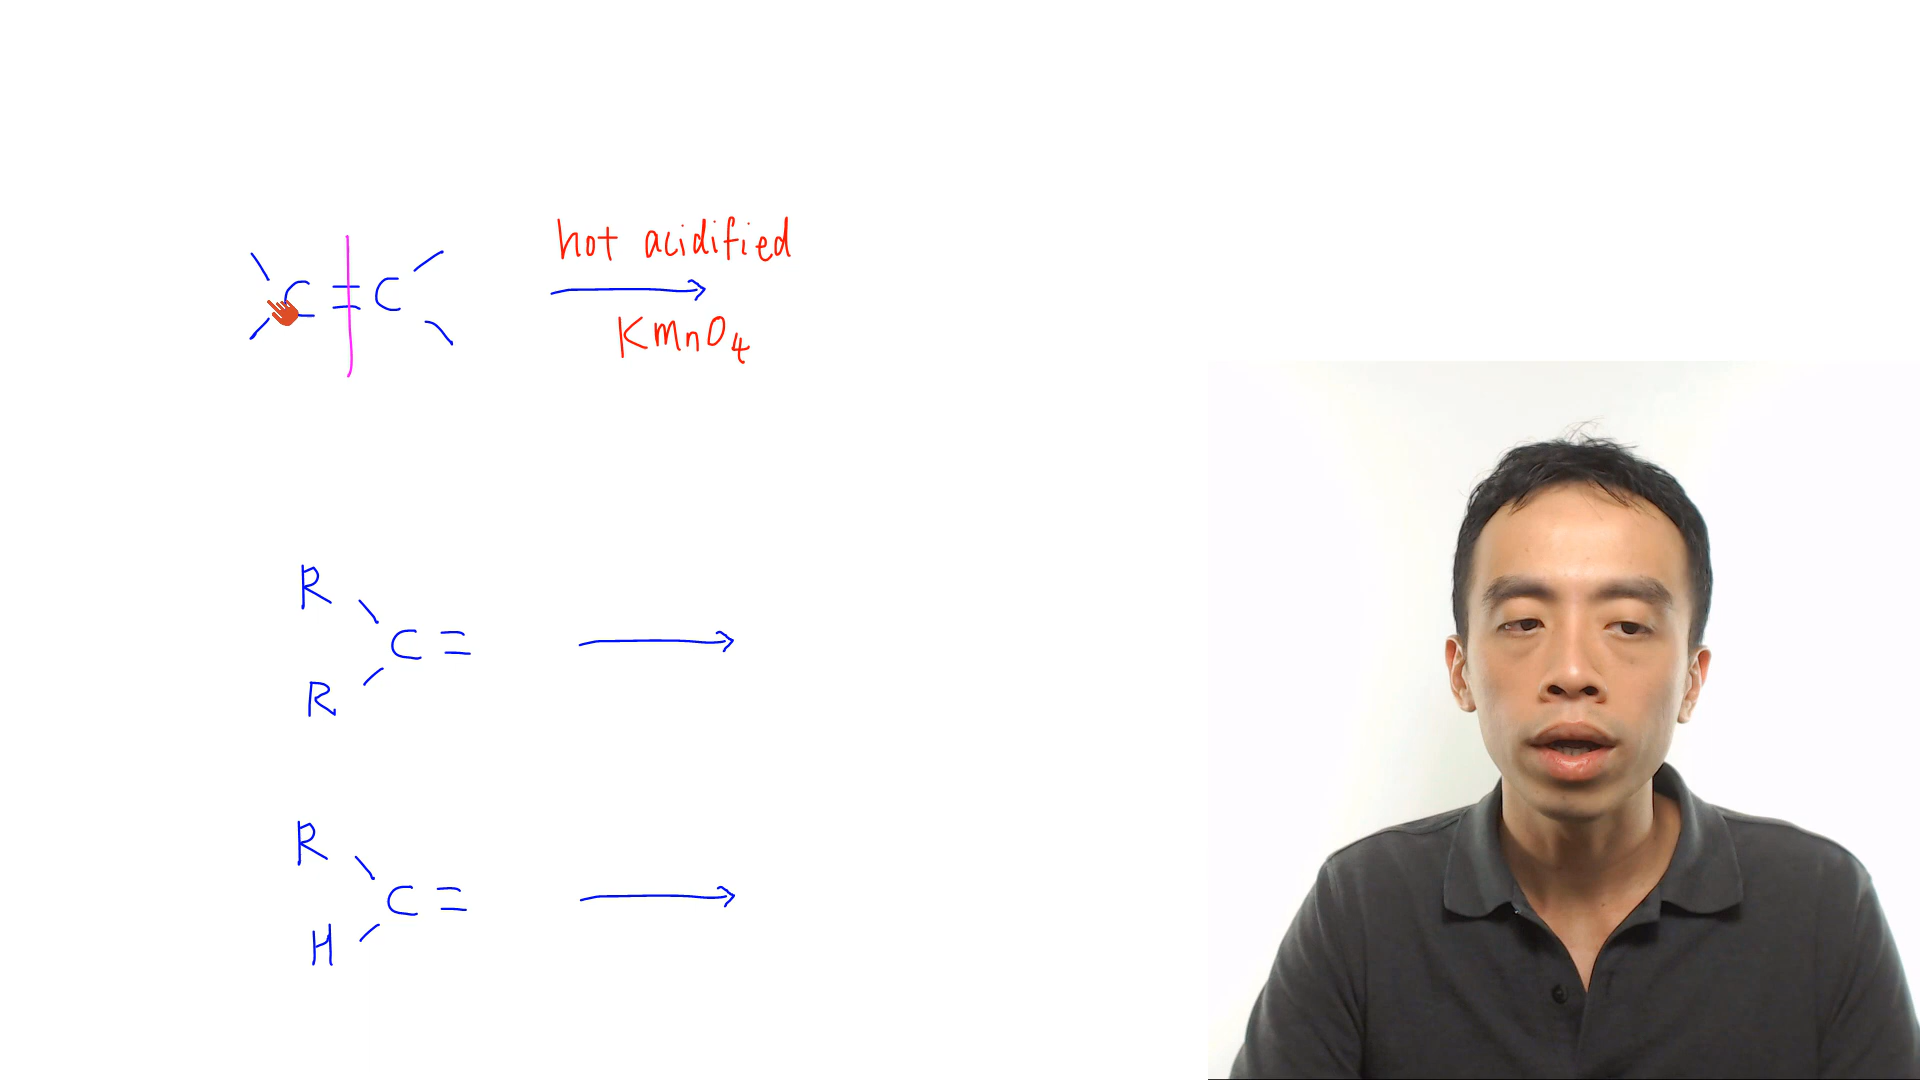 C = C
hot acidified
KMnO4
R
C =
R
R
C =
H